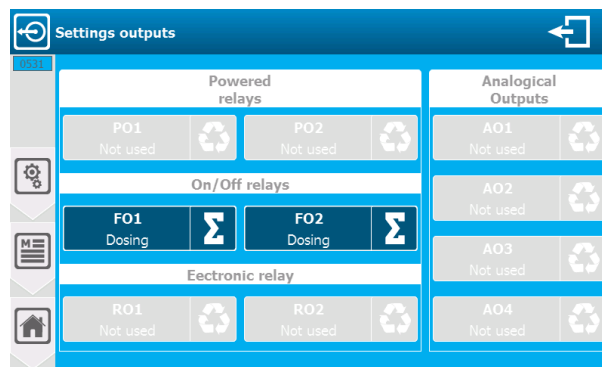 Settings outputs
0531
Powered
relays
Analogical
Outputs
PO1
Not used
PO2
Not used
AO1
Not used
On/Off relays
AO2
Not used
FO1
Dosing
Σ
FO2
Dosing
Σ
M
AO3
Not used
Eectronic relay
RO1
Not used
RO2
Not used
AO4
Not used